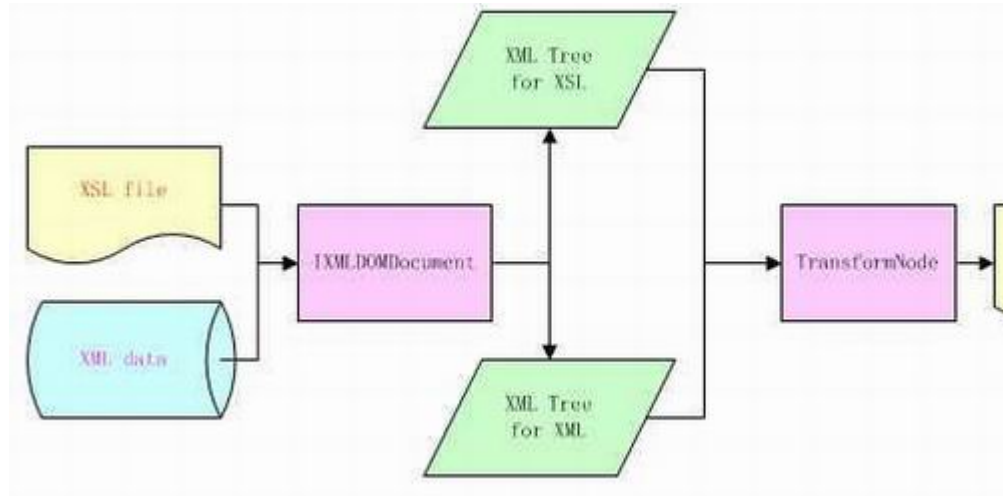 XML Tree
for XSL
XSL file
IXMLDOMDocument
TransformNode
XML data
XML Tree
for XML